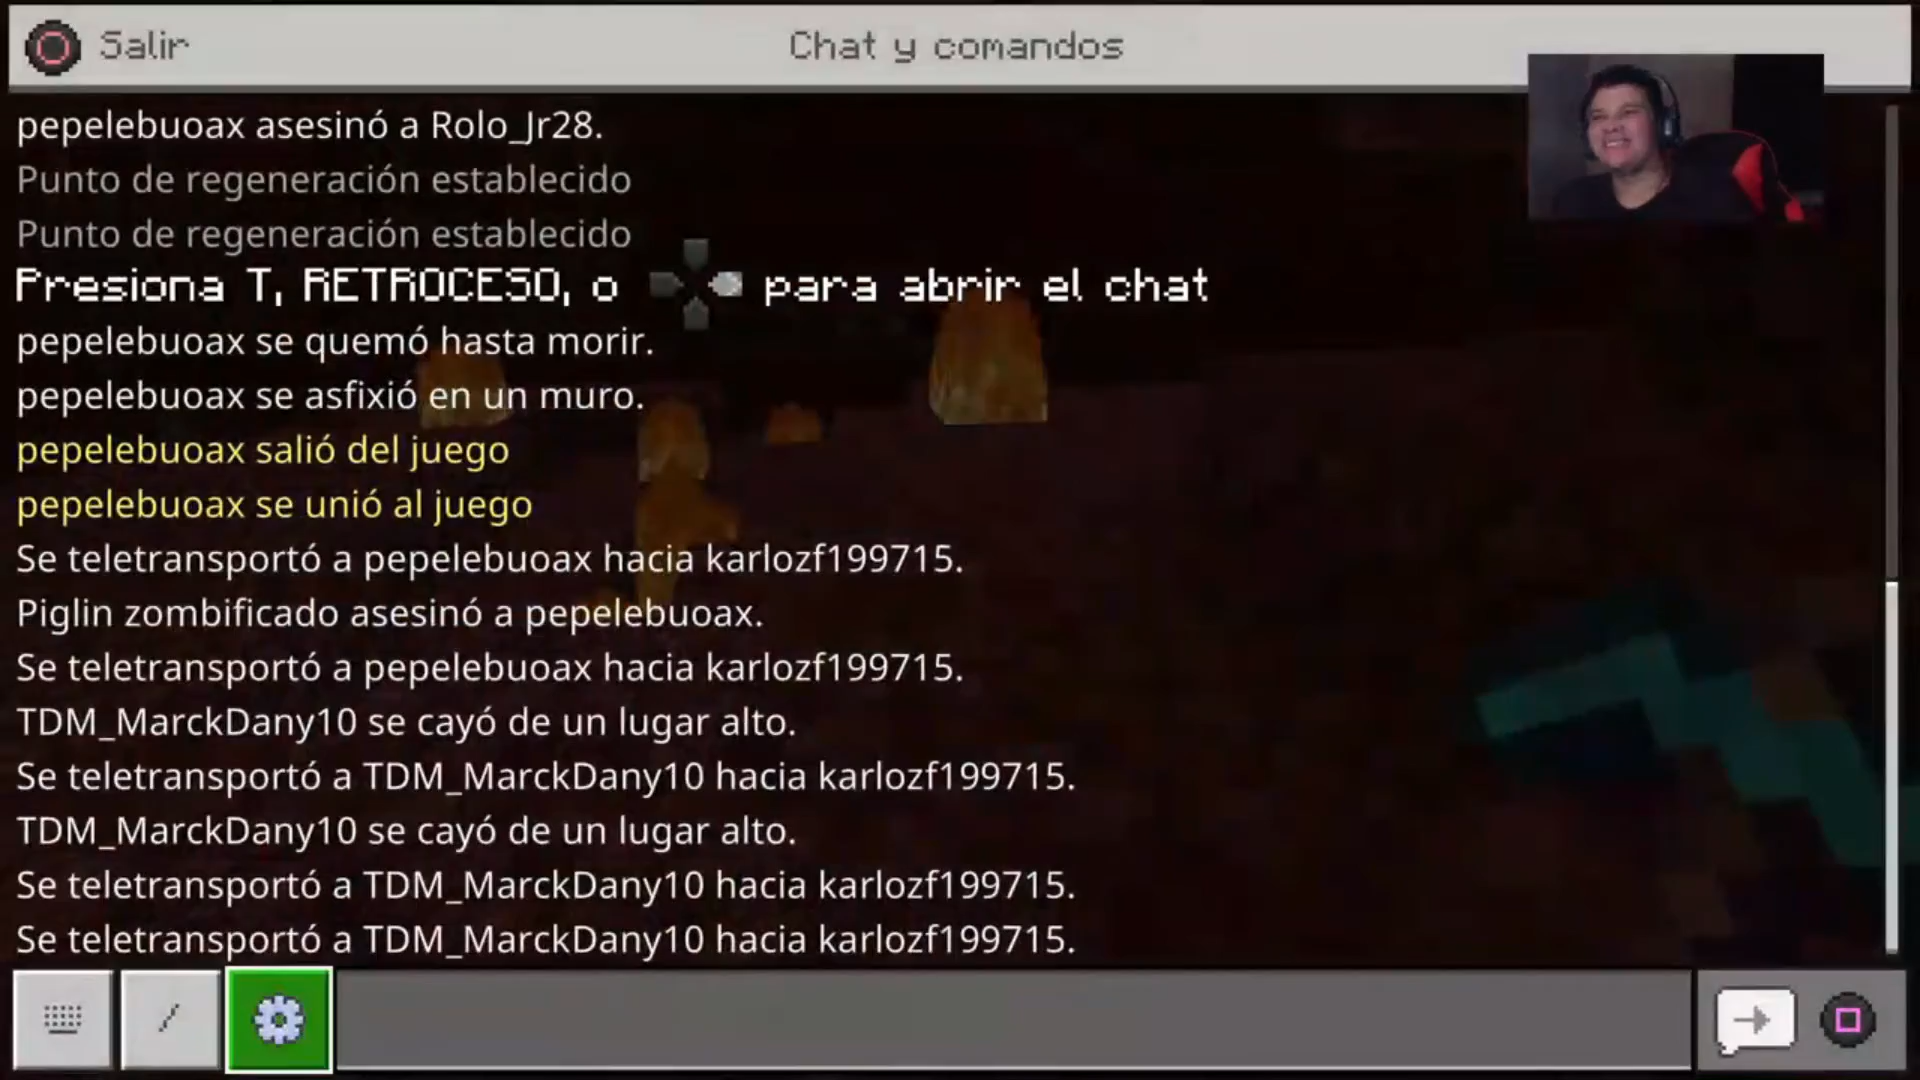 Salir
Chat y comandos
pepelebuoax asesinó a Rolo_Jr28.
Punto de regeneración establecido
Punto de regeneración establecido
Presiona T, RETROCESO, o para abrir el chat
pepelebuoax se quemó hasta morir.
pepelebuoax se asfixió en un muro.
pepelebuoax salió del juego
pepelebuoax se unió al juego
Se teletransportó a pepelebuoax hacia karlozf199715.
Piglin zombificado asesinó a pepelebuoax.
Se teletransportó a pepelebuoax hacia karlozf199715.
TDM_MarckDany10 se cayó de un lugar alto.
Se teletransportó a TDM_MarckDany10 hacia karlozf199715.
TDM_MarckDany10 se cayó de un lugar alto.
Se teletransportó a TDM_MarckDany10 hacia karlozf199715.
Se teletransportó a TDM_MarckDany10 hacia karlozf199715.
/